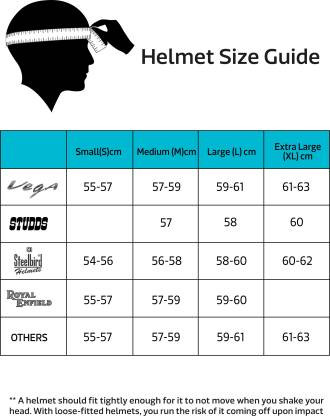 Helmet Size Guide
Small(S)cm Medium (M)cm Large (L) cm Extra Large (XL) cm
Vega 55-57 57-59 59-61 61-63
STUDDS 57 58 60
SB Steelbird Helmets 54-56 56-58 58-60 60-62
ROYAL ENFIELD 55-57 57-59 59-60
OTHERS 55-57 57-59 59-61 61-63
** A helmet should fit tightly enough for it to not move when you shake your
head. With loose-fitted helmets, you run the risk of it coming off upon impact